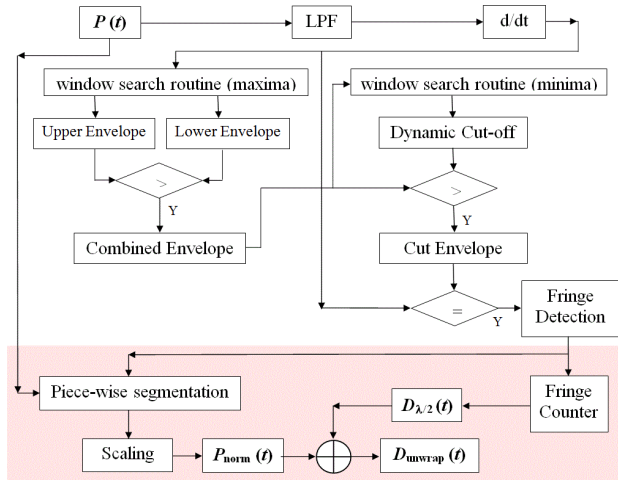 P (t)
LPF
d/dt
window search routine (maxima)
window search routine (minima)
Upper Envelope
Lower Envelope
Dynamic Cut-off
>
>
Y
Y
Combined Envelope
Cut Envelope
=
Y
Fringe
Detection
Piece-wise segmentation
Fringe
Counter
Dλ/2 (t)
Scaling
Pnorm (t)
Dunwrap (t)